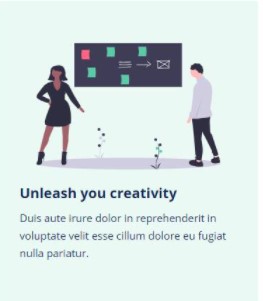 Unleash you creativity
Duis aute irure dolor in reprehenderit in
voluptate velit esse cillum dolore eu fugiat
nulla pariatur.